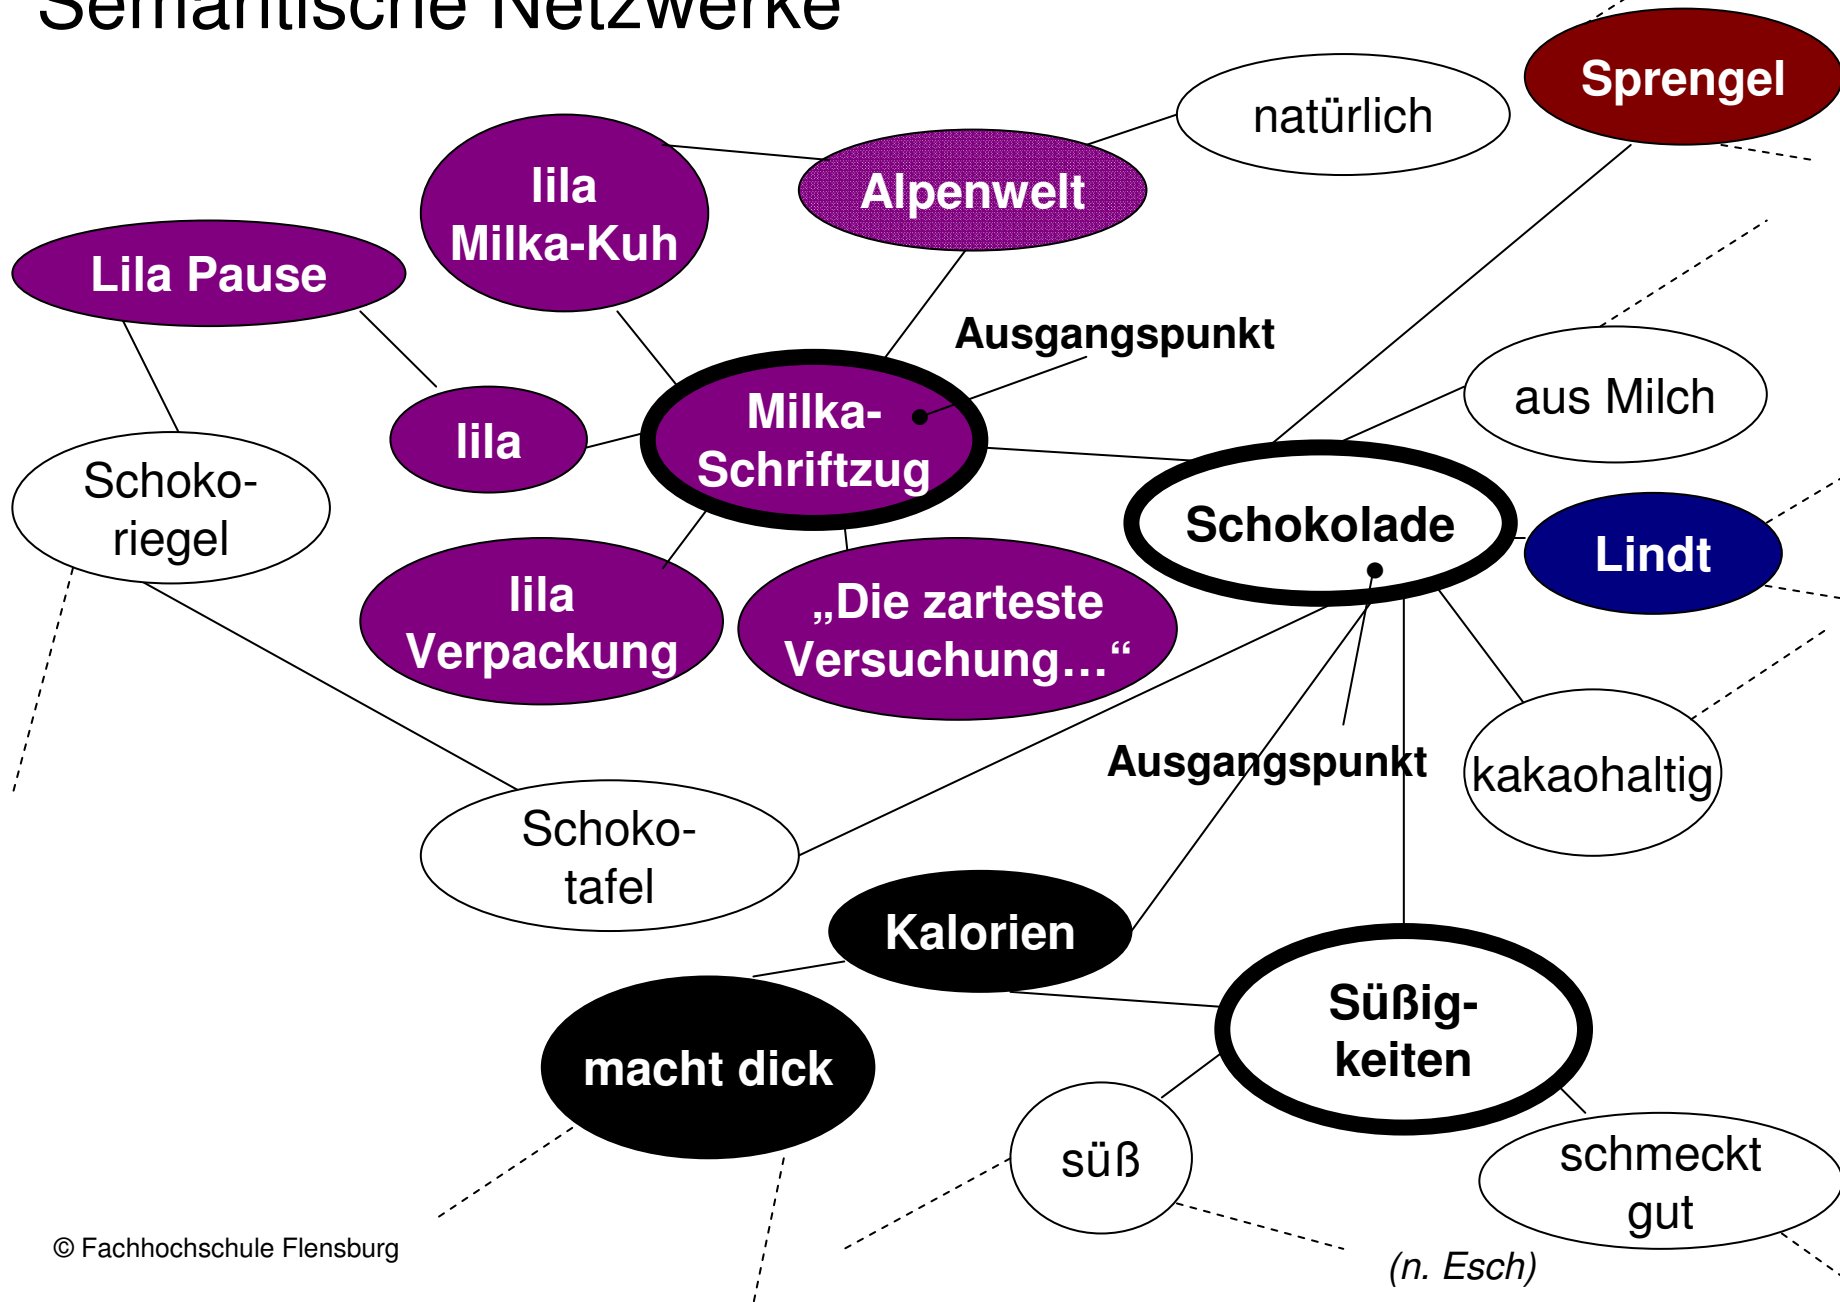 Semantische Netzwerke
Sprengel
natürlich
lila
Milka-Kuh
Alpenwelt
Lila Pause
Ausgangspunkt
aus Milch
Milka-
Schriftzug
lila
Schoko-
riegel
Schokolade
Lindt
lila
Verpackung
„Die zarteste
Versuchung…“
Ausgangspunkt
kakaohaltig
Schoko-
tafel
Kalorien
Süßig-
keiten
macht dick
süß
schmeckt
gut
© Fachhochschule Flensburg
(n. Esch)